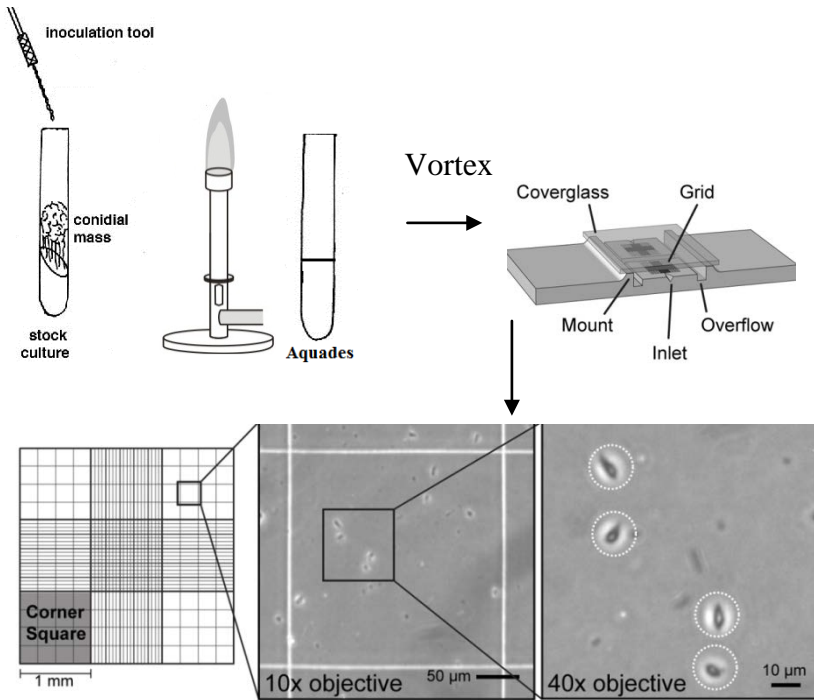 inoculation tool
conidial
mass
stock
culture
Aquades
Vortex
Coverglass
Grid
Mount
Inlet
Overflow
Corner
Square
1 mm
10x objective
50 µm
40x objective
10 µm